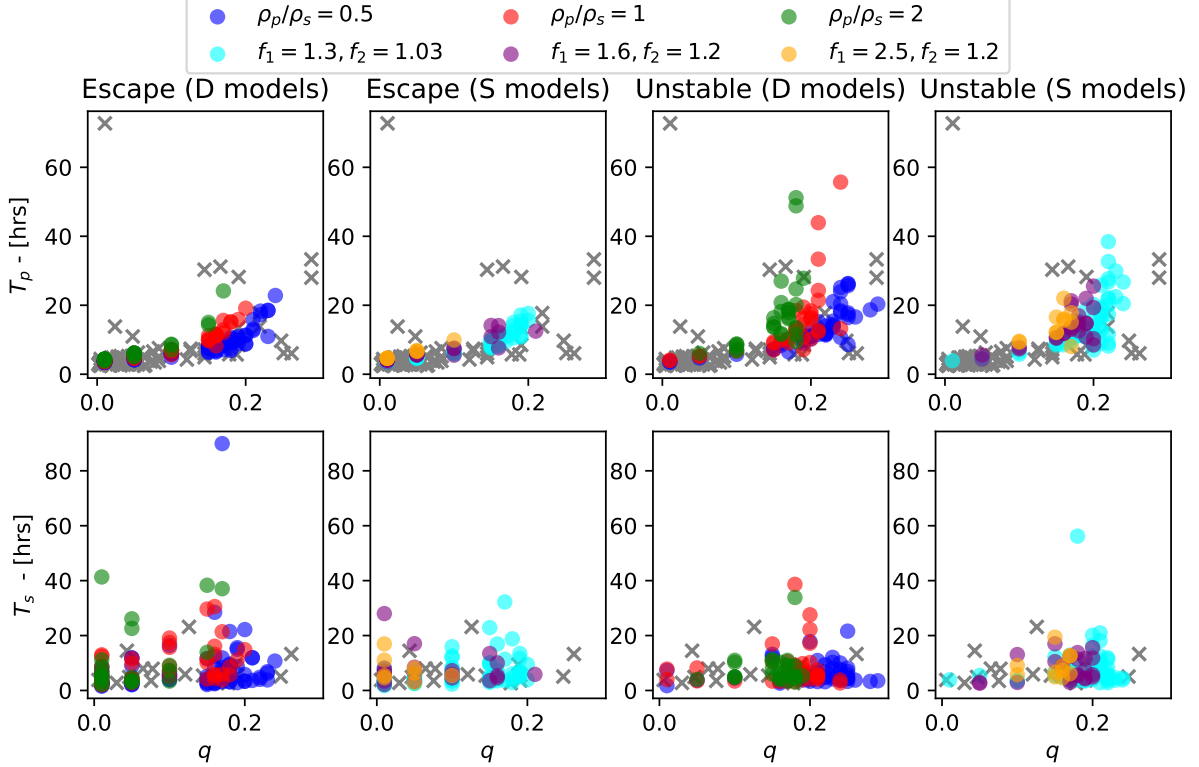 ρp/ρs = 0.5 ρp/ρs = 1 ρp/ρs = 2
f1 = 1.3, f2 = 1.03 f1 = 1.6, f2 = 1.2 f1 = 2.5, f2 = 1.2
Escape (D models) Escape (S models) Unstable (D models) Unstable (S models)
Tp - [hrs]
60 60 60 60
40 40 40 40
20 20 20 20
0 0 0 0
0.0 0.2 0.0 0.2 0.0 0.2 0.0 0.2
Ts - [hrs]
80 80 80 80
60 60 60 60
40 40 40 40
20 20 20 20
0 0 0 0
0.0 0.2 0.0 0.2 0.0 0.2 0.0 0.2
q q q q